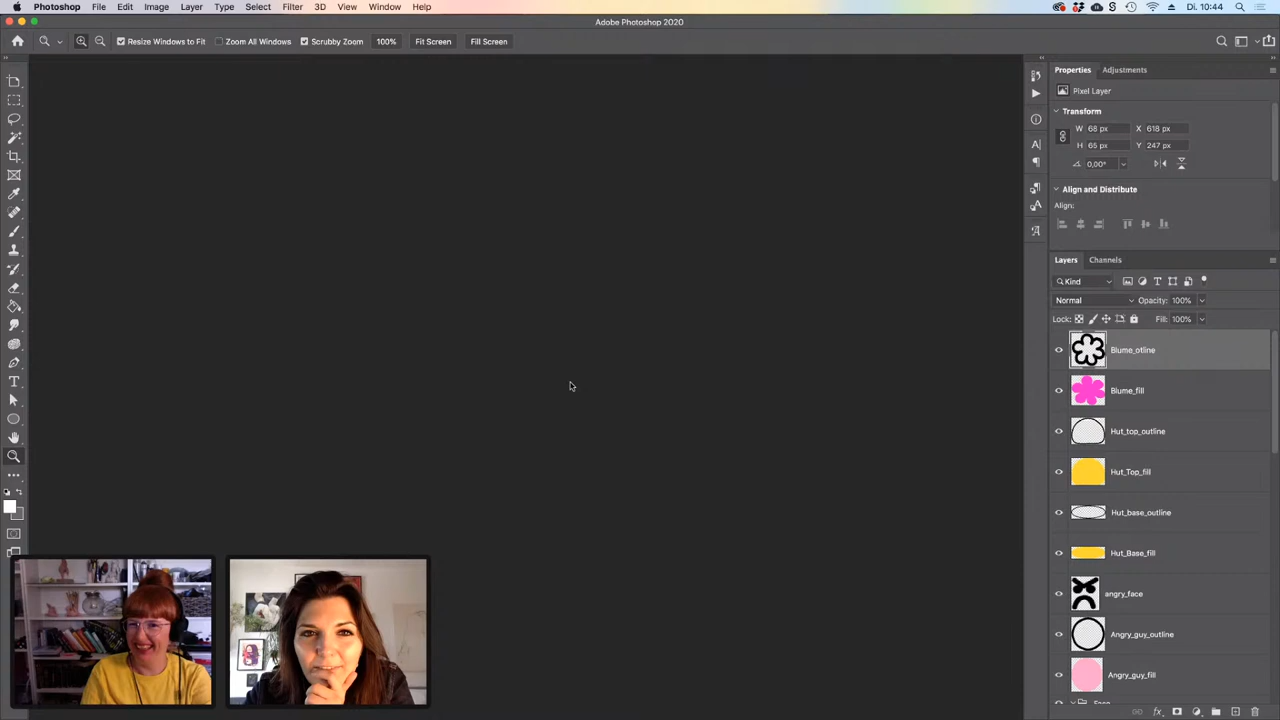 Photoshop File Edit Image Layer Type Select Filter 3D View Window Help Di. 10:44
Adobe Photoshop 2020
Resize Windows to Fit Zoom All Windows Scrubby Zoom 100% Fit Screen Fill Screen
Properties Adjustments
Pixel Layer
Transform
W 68 px X 618 px
H 65 px Y 247 px
0,00°
Align and Distribute
Align:
Layers Channels
Kind
Normal Opacity: 100%
Lock: Fill: 100%
Blume_otline
Blume_fill
Hut_top_outline
Hut_Top_fill
Hut_base_outline
Hut_Base_fill
angry_face
Angry_guy_outline
Angry_guy_fill